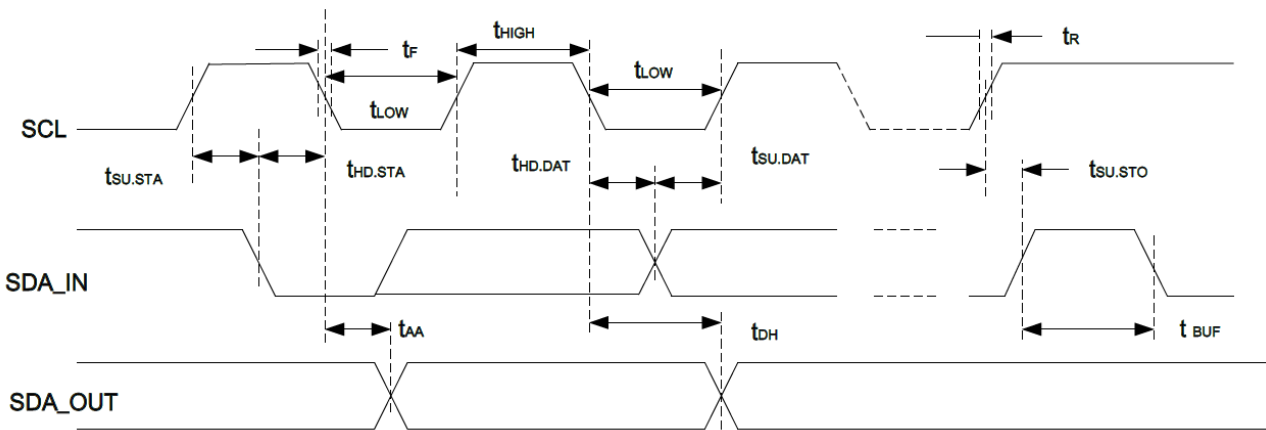 tF tHIGH tR
tLOW
SCL tLOW
tSU.STA tHD.STA tHD.DAT tSU.DAT tSU.STO
SDA_IN
tAA tDH t BUF
SDA_OUT